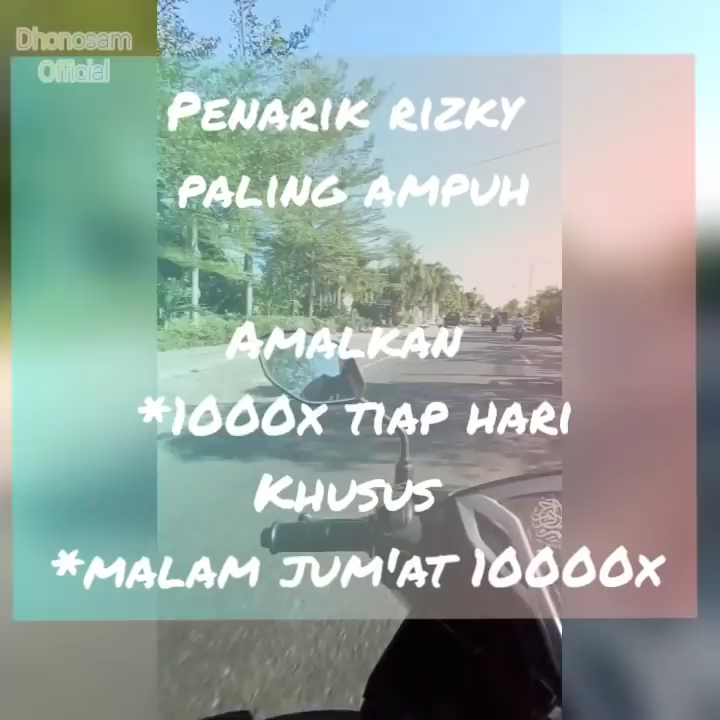 Dhonosam
Official
Penarik rizky
paling ampuh
Amalkan
*1000x tiap hari
Khusus
*malam jum'at 10000x